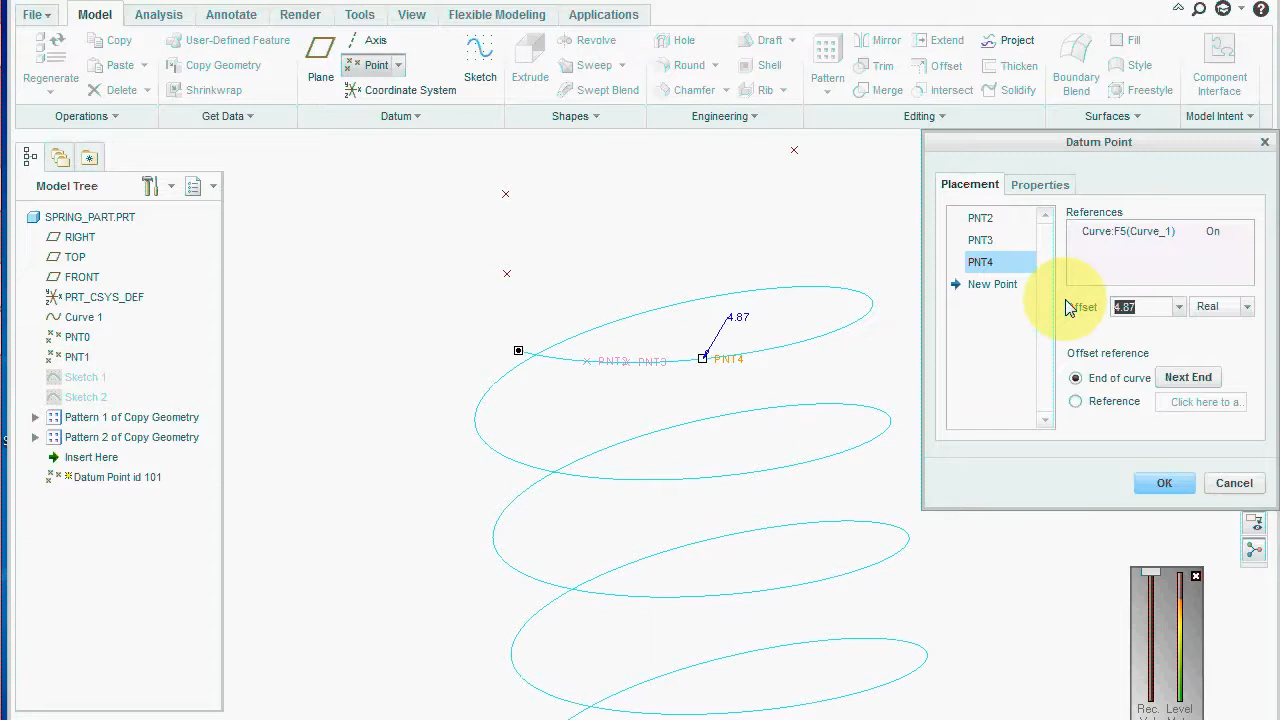 File Model Analysis Annotate Render Tools View Flexible Modeling Applications
Copy User-Defined Feature Axis Revolve Hole Draft Mirror Extend Project Fill
Regenerate Paste Copy Geometry Plane Point Sketch Extrude Sweep Round Shell Pattern Trim Offset Thicken Boundary Blend Style Component Interface
Delete Shrinkwrap Coordinate System Swept Blend Chamfer Rib Merge Intersect Solidify Freestyle
Operations Get Data Datum Shapes Engineering Editing Surfaces Model Intent
Model Tree
SPRING_PART.PRT
RIGHT
TOP
FRONT
PRT_CSYS_DEF
Curve 1
PNT0
PNT1
Sketch 1
Sketch 2
Pattern 1 of Copy Geometry
Pattern 2 of Copy Geometry
Insert Here
Datum Point id 101
4.87
PNT3 PNT4
Datum Point
Placement Properties
PNT2
PNT3
PNT4
New Point
References
Curve:F5(Curve_1) On
4.87 Real
Offset reference
End of curve Next End
Reference Click here to a..
OK Cancel
Rec. Level